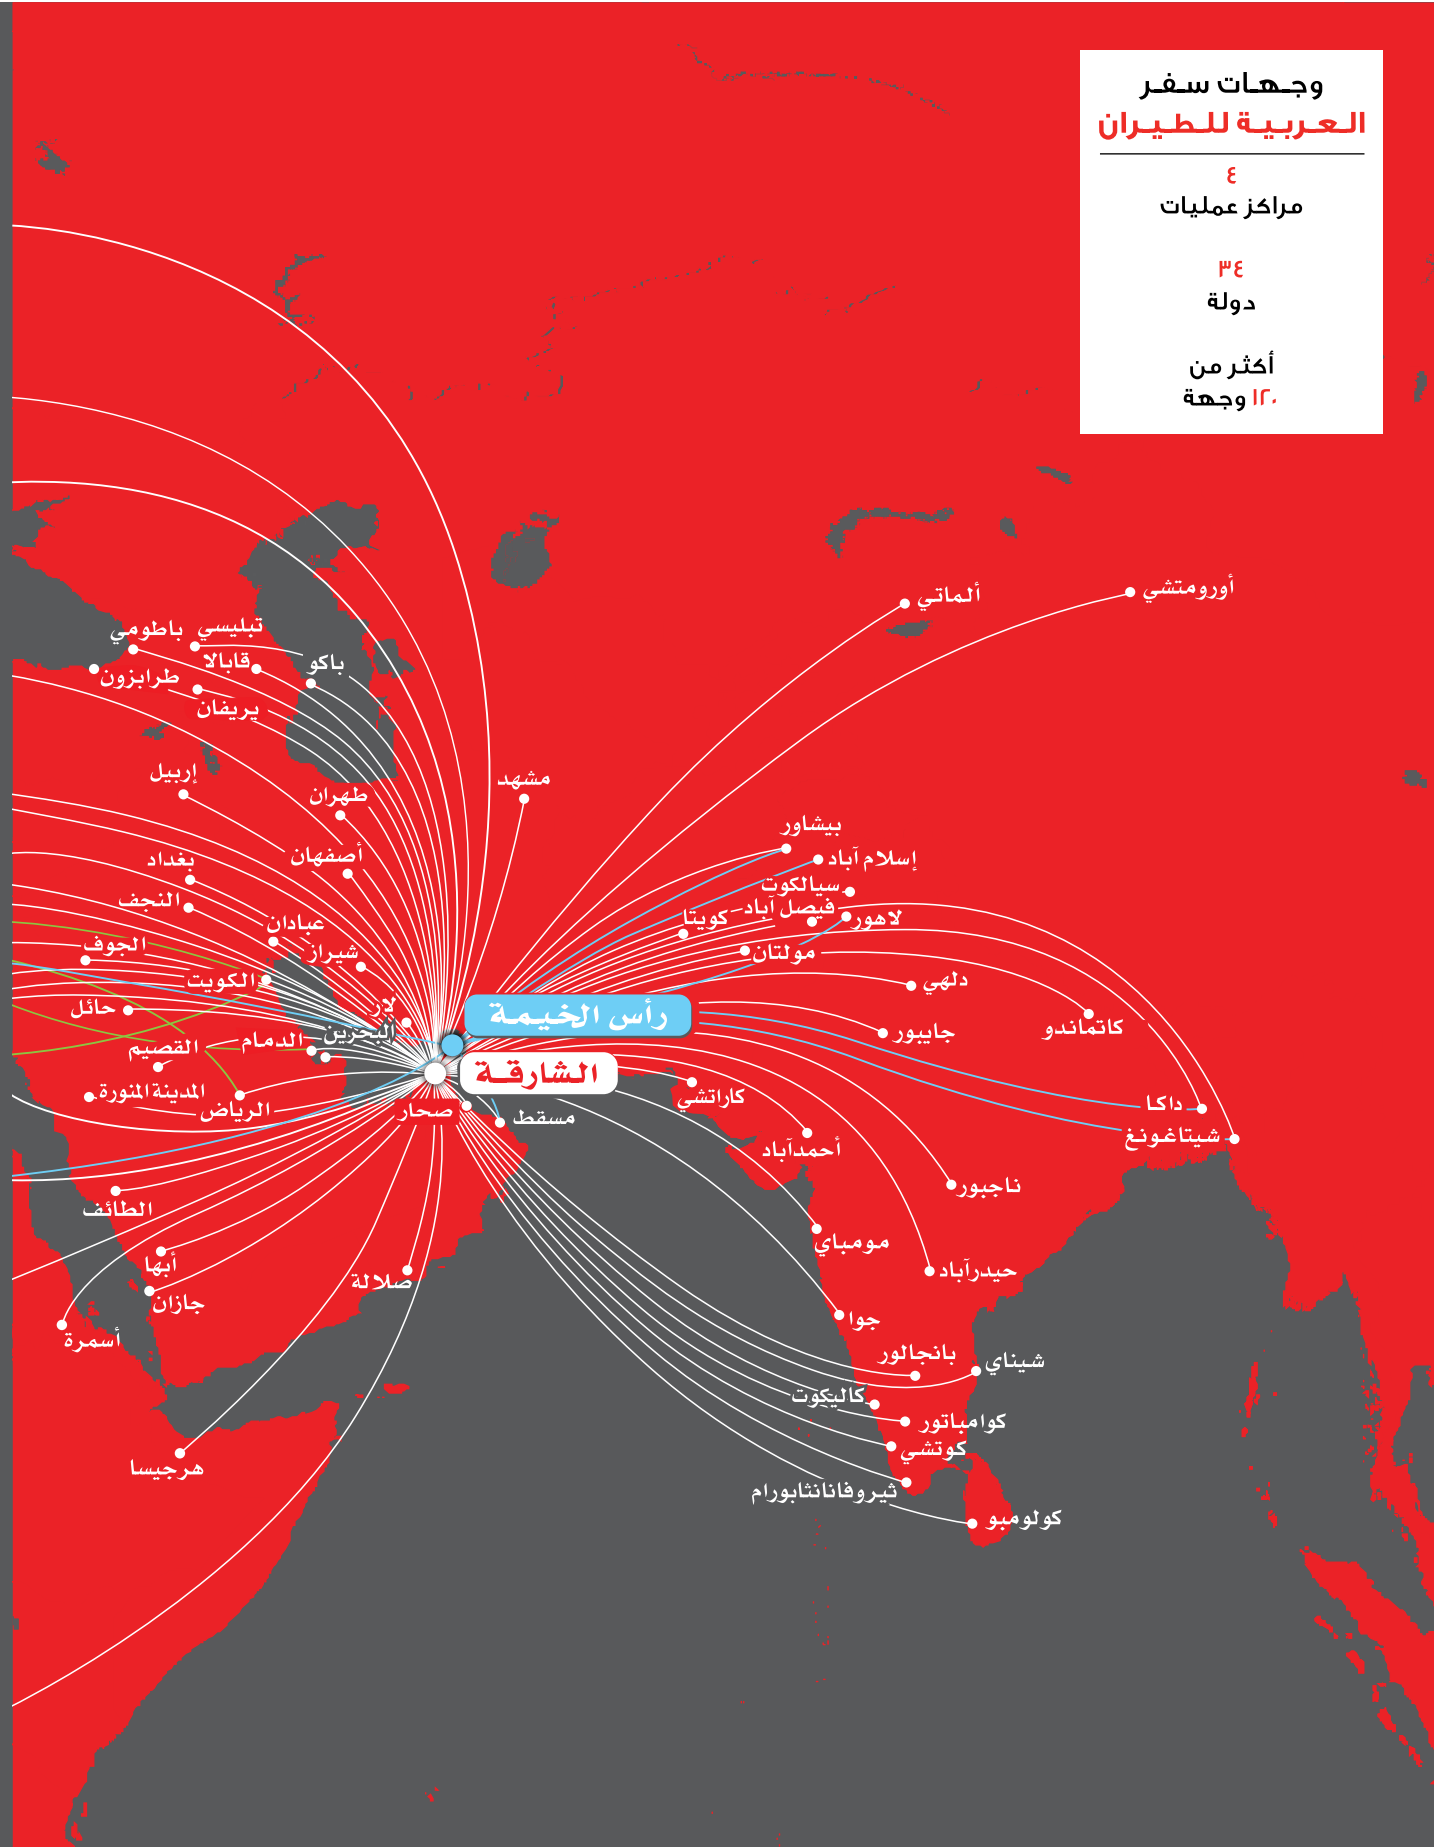 وجهات سفر
العربية للطيران
٤
مراكز عمليات
٣٤
دولة
أكثر من
١٢٠ وجهة
أورومتشي
ألماتي
تبليسي
باطومي
قابالا
باكو
طرابزون
يريفان
إربيل
مشهد
طهران
بيشاور
أصفهان
بغداد
إسلام آباد
سيالكوت
النجف
فيصل آباد
كويتا
لاهور
عبادان
شيراز
الجوف
مولتان
الكويت
دلهي
لار
حائل
رأس الخيمة
كاتماندو
جايبور
البحرين
الدمام
القصيم
الشارقة
المدينة المنورة
الرياض
صحار
مسقط
كاراتشي
داكا
شيتاغونغ
أحمدآباد
ناجبور
الطائف
مومباي
أبها
صلالة
حيدرآباد
جازان
جوا
أسمرة
بانجالور
شيناي
كاليكوت
كوامباتور
كوتشي
هرجيسا
ثيروفانانثابورام
كولومبو